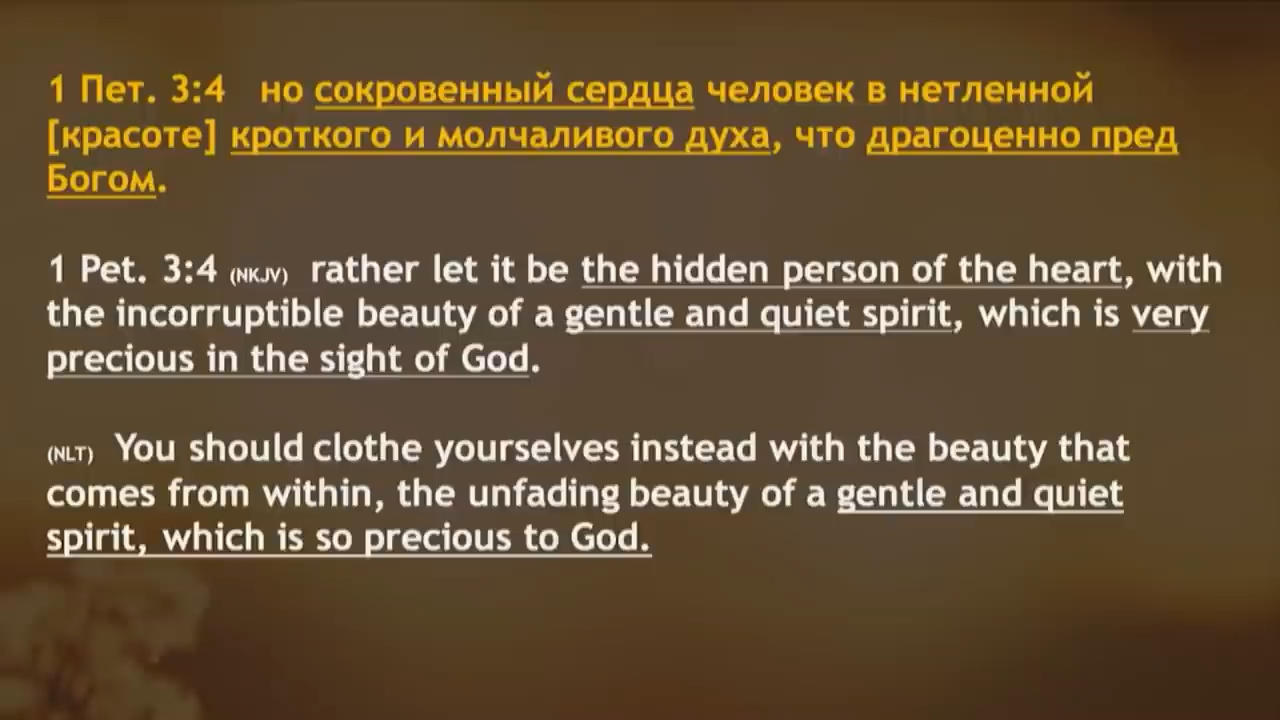 1 Пет. 3:4 но сокровенный сердца человек в нетленной
[красоте] кроткого и молчаливого духа, что драгоценно пред
Богом.
1 Pet. 3:4 (NKJV) rather let it be the hidden person of the heart, with
the incorruptible beauty of a gentle and quiet spirit, which is very
precious in the sight of God.
(NLT) You should clothe yourselves instead with the beauty that
comes from within, the unfading beauty of a gentle and quiet
spirit, which is so precious to God.